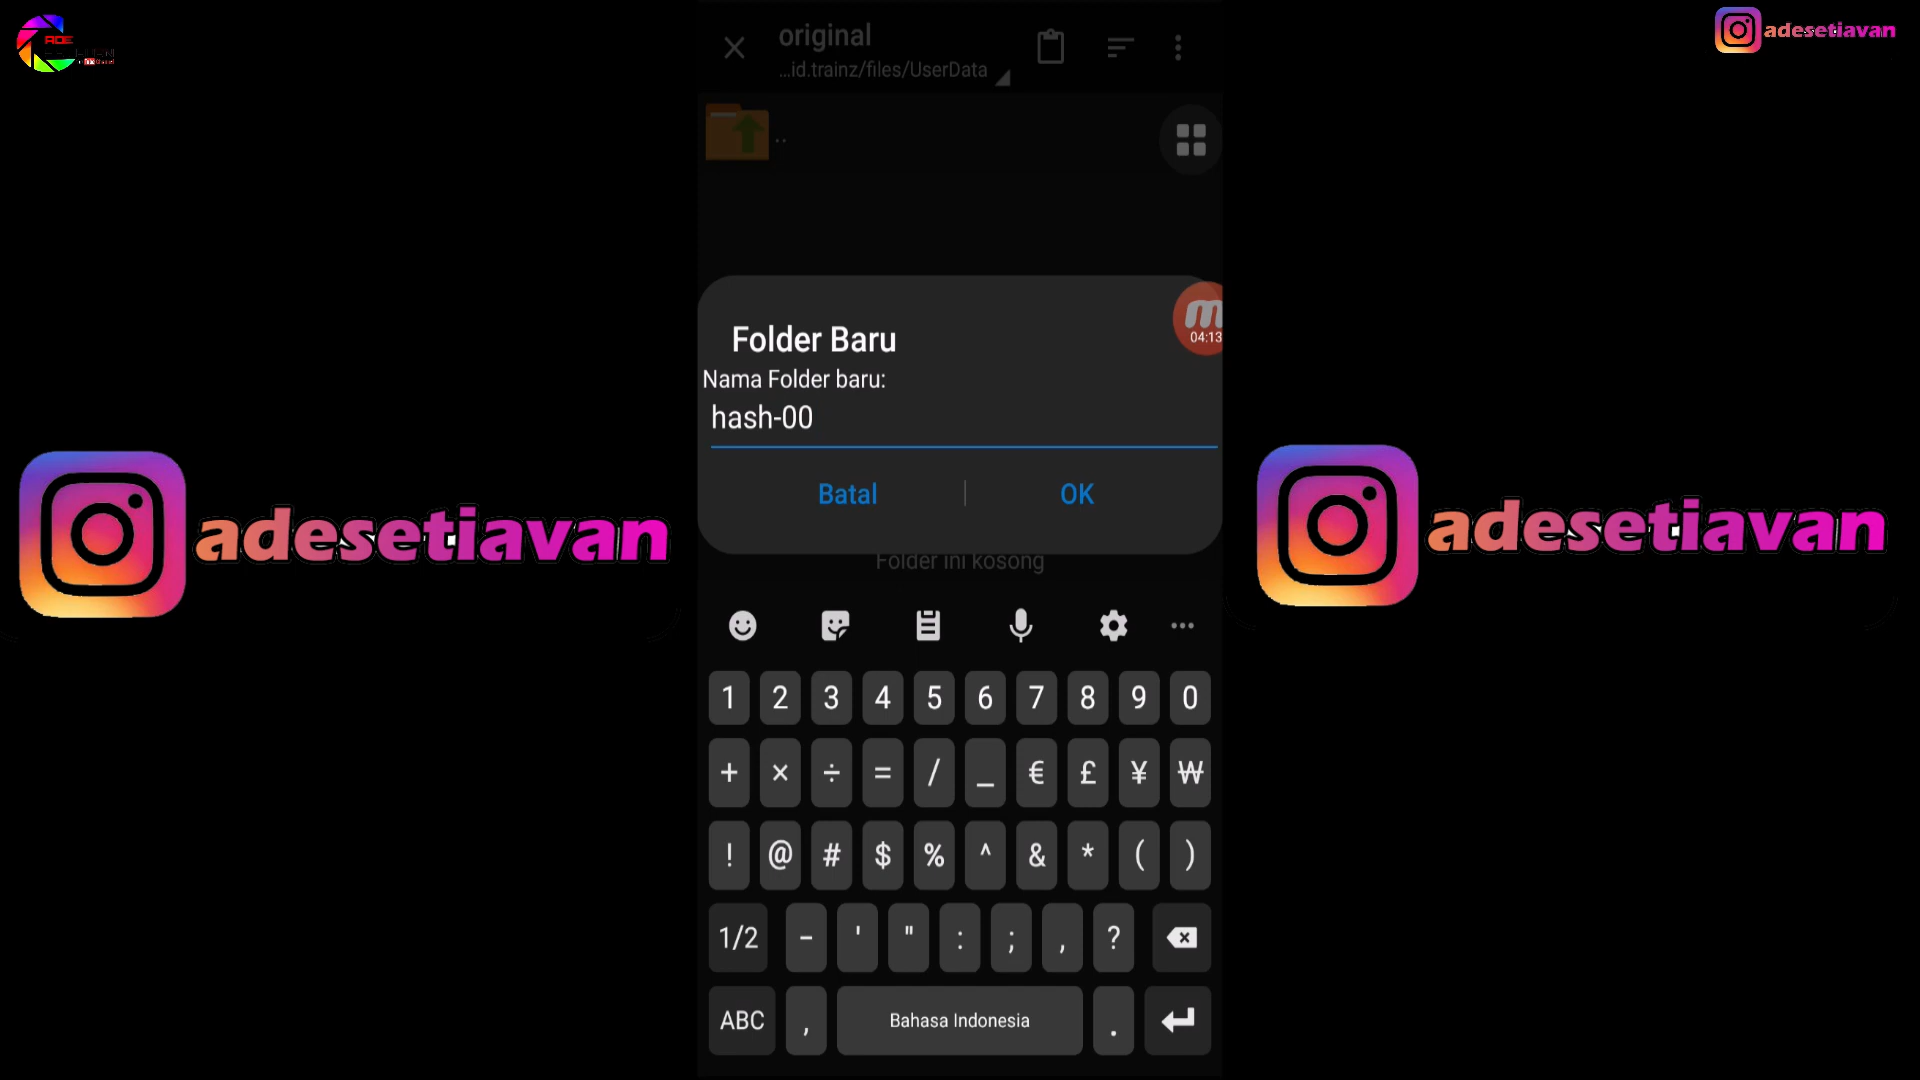 ADE
adesetiavan
original
...id.trainz/files/UserData
..
04:13
Folder Baru
Nama Folder baru:
hash-00
Batal
OK
Folder ini kosong
adesetiavan
adesetiavan
1 2 3 4 5 6 7 8 9 0
+ × ÷ = / _ € £ ¥ ₩
! @ # $ % ^ & * ( )
1/2 - ' " : ; , ?
ABC , Bahasa Indonesia .